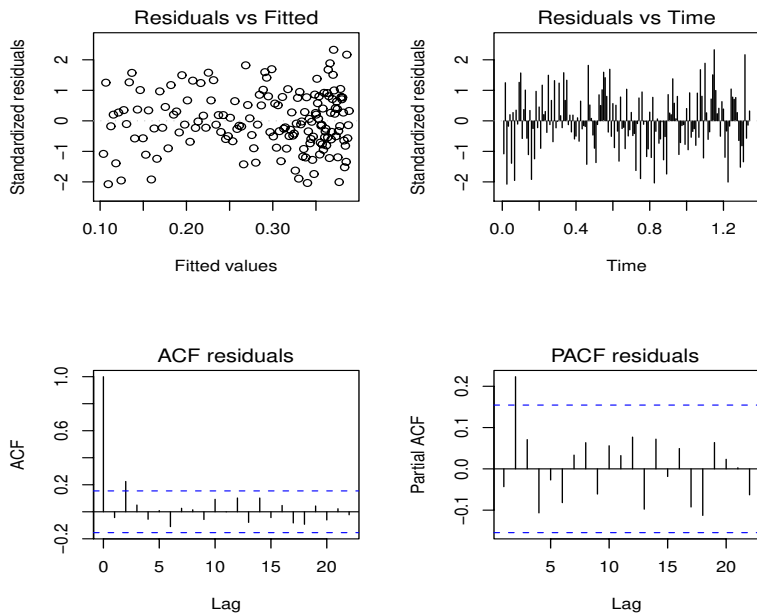 Residuals vs Fitted
Standardized residuals
2
1
0
-1
-2
0.10
0.20
0.30
Fitted values
Residuals vs Time
Standardized residuals
2
1
0
-1
-2
0.0
0.4
0.8
1.2
Time
ACF residuals
ACF
1.0
0.6
0.2
-0.2
0
5
10
15
20
Lag
PACF residuals
Partial ACF
0.2
0.1
0.0
-0.1
5
10
15
20
Lag